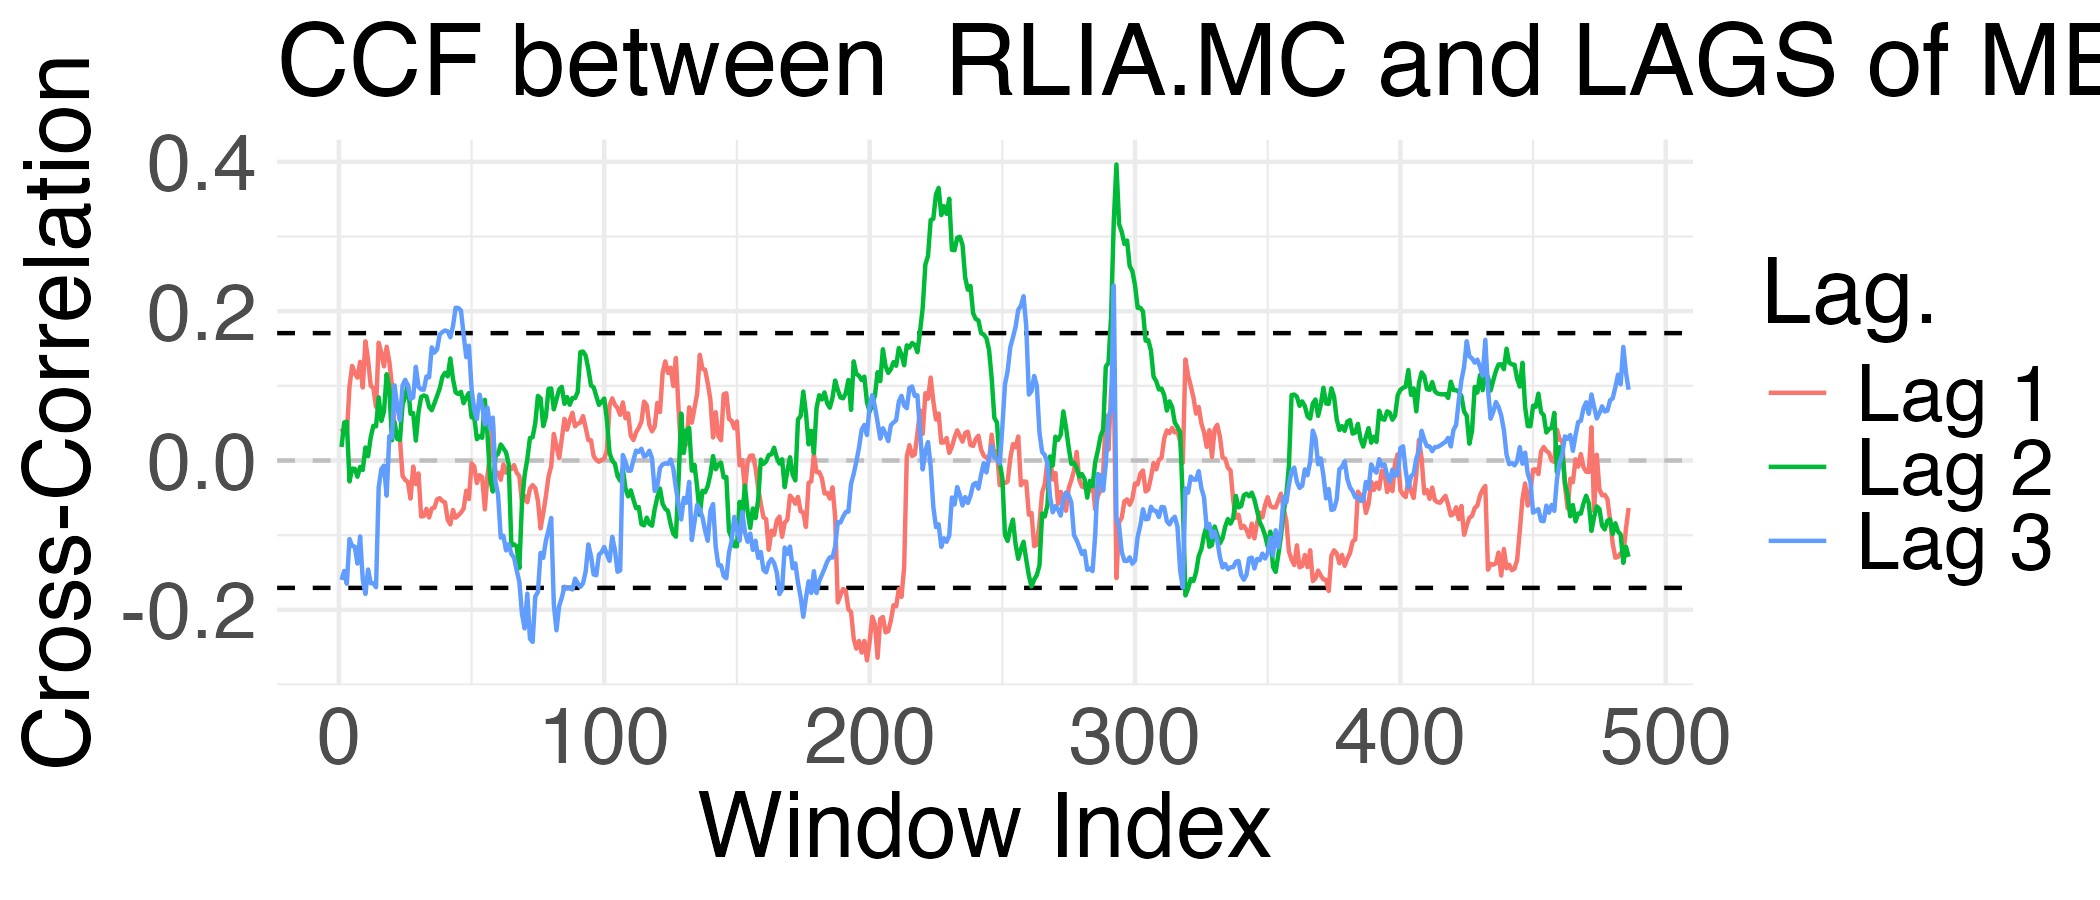 CCF between RLIA.MC and LAGS of ME
Cross-Correlation
0.4
0.2
0.0
-0.2
0
100
200
300
400
500
Window Index
Lag.
Lag 1
Lag 2
Lag 3